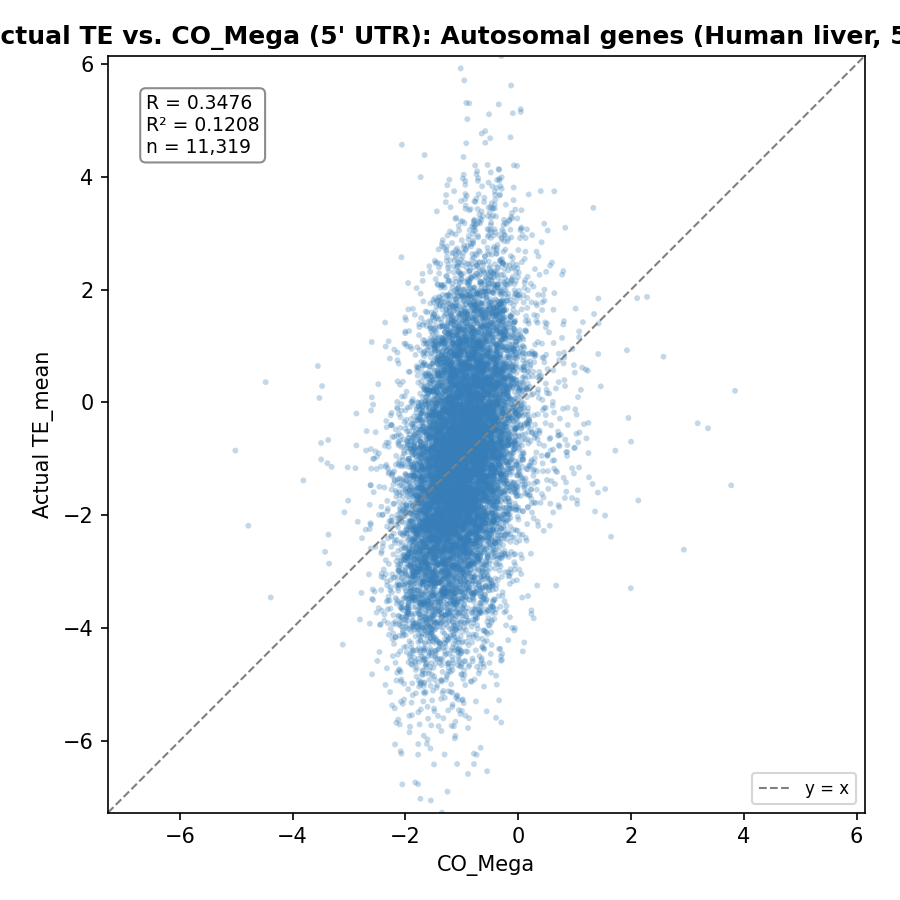 ctual TE vs. CO_Mega (5' UTR): Autosomal genes (Human liver, 5
R = 0.3476
R² = 0.1208
n = 11,319
6
4
2
0
−2
−4
−6
Actual TE_mean
y = x
−6 −4 −2 0 2 4 6
CO_Mega